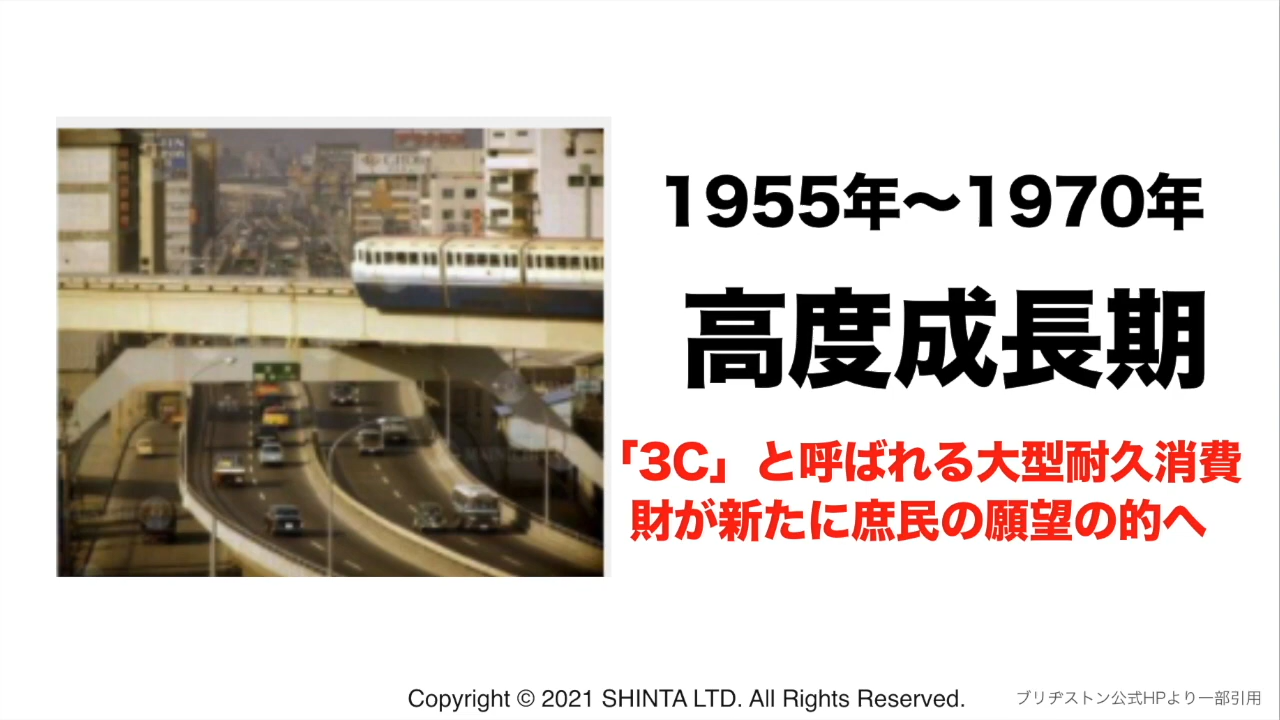 1955年〜1970年
高度成長期
「3C」と呼ばれる大型耐久消費
財が新たに庶民の願望の的へ
Copyright © 2021 SHINTA LTD. All Rights Reserved.
ブリヂストン公式HPより一部引用